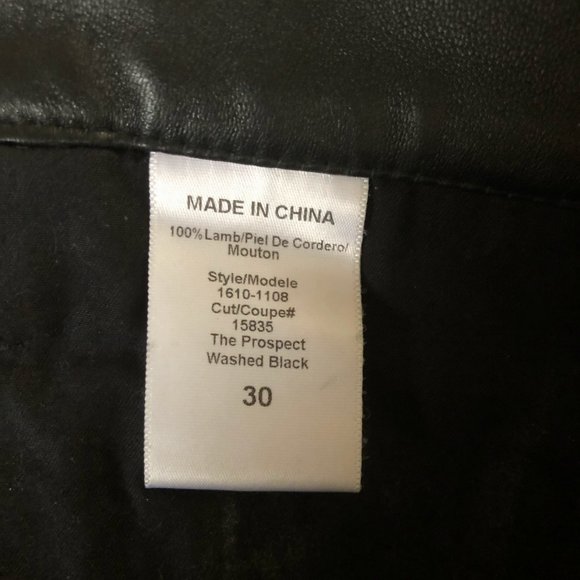 MADE IN CHINA
100%Lamb/Piel De Cordero/
Mouton
Style/Modele
1610-1108
Cut/Coupe#
15835
The Prospect
Washed Black
30